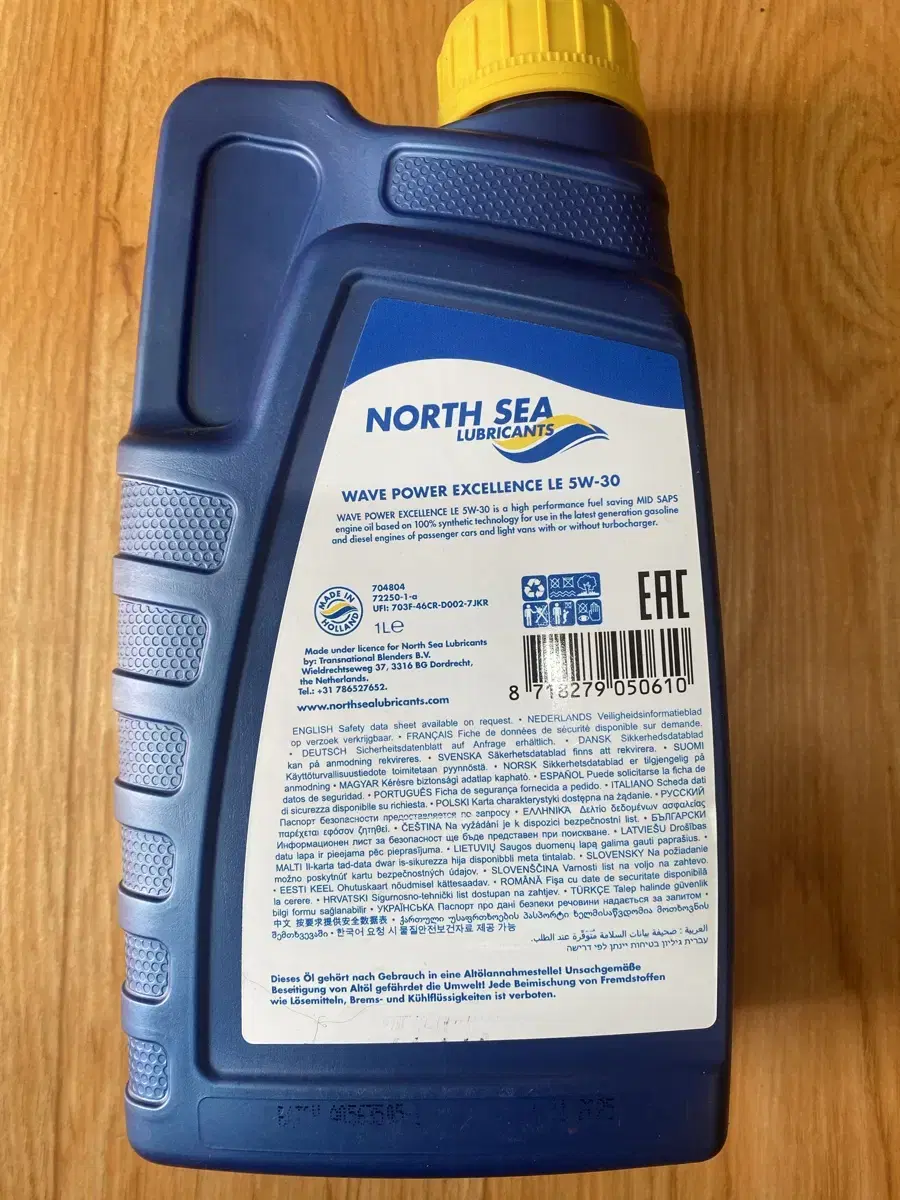 NORTH SEA
LUBRICANTS
WAVE POWER EXCELLENCE LE 5W-30
WAVE POWER EXCELLENCE LE 5W-30 is a high performance fuel saving MID SAPS
engine oil based on 100% synthetic technology for use in the latest generation gasoline
and diesel engines of passenger cars and light vans with or without turbocharger.
MADE IN HOLLAND
704804
72250-1-a
UFI: 703F-46CR-D002-7JKR
1L℮
EAC
Made under licence for North Sea Lubricants
by: Transnational Blenders B.V.
Wieldrechtseweg 37, 3316 BG Dordrecht,
the Netherlands.
Tel.: +31 786527652.
www.northsealubricants.com
8 718279 050610
ENGLISH Safety data sheet available on request. • NEDERLANDS Veiligheidsinformatieblad
op verzoek verkrijgbaar. • FRANÇAIS Fiche de données de sécurité disponible sur demande.
• DEUTSCH Sicherheitsdatenblatt auf Anfrage erhältlich. • DANSK Sikkerhedsdatablad
kan på anmodning rekvireres. • SVENSKA Säkerhetsdatablad finns att rekvirera. • SUOMI
Käyttöturvallisuustiedote toimitetaan pyynnöstä. • NORSK Sikkerhetsdatablad er tilgjengelig på
anmodning • MAGYAR Kérésre biztonsági adatlap kapható. • ESPAÑOL Puede solicitarse la ficha de
datos de seguridad. • PORTUGUÊS Ficha de segurança fornecida a pedido. • ITALIANO Scheda dati
di sicurezza disponibile su richiesta. • POLSKI Karta charakterystyki dostępna na żądanie. • РУССКИЙ
Паспорт безопасности предоставляется по запросу • ΕΛΛΗΝΙΚΑ Δελτίο δεδομένων ασφαλείας
παρέχεται εφόσον ζητηθεί. • ČEŠTINA Na vyžádání je k dispozici bezpečnostní list. • БЪЛГАРСКИ
Информационен лист за безопасност ще бъде представен при поискване. • LATVIEŠU Drošības
datu lapa ir pieejama pēc pieprasījuma. • LIETUVIŲ Saugos duomenų lapą galima gauti paprašius. •
MALTI Il-karta tad-data dwar is-sikurezza hija disponibbli meta tintalab. • SLOVENSKY Na požiadanie
možno poskytnúť kartu bezpečnostných údajov. • SLOVENŠČINA Varnosti list na voljo na zahtevo.
• EESTI KEEL Ohutuskaart nõudmisel kättesaadav. • ROMÂNĂ Fișa cu date de securitate disponibilă
la cerere. • HRVATSKI Sigurnosno-tehnički list dostupan na zahtjev. • TÜRKÇE Talep halinde güvenlik
bilgi formu sağlanabilir • УКРАЇНСЬКА Паспорт про дані безпеки речовини надається за запитом •
中文 按要求提供安全数据表 • ქართული უსაფრთხოების პასპორტი ხელმისაწვდომია მოთხოვნის
შემთხვევაში • 한국어 요청 시 물질안전보건자료 제공 가능
العربية : صحيفة بيانات السلامة متوفرة عند الطلب.
עברית גיליון בטיחות יינתן לפי דרישה
Dieses Öl gehört nach Gebrauch in eine Altölannahmestelle! Unsachgemäße
Beseitigung von Altöl gefährdet die Umwelt! Jede Beimischung von Fremdstoffen
wie Lösemitteln, Brems- und Kühlflüssigkeiten ist verboten.